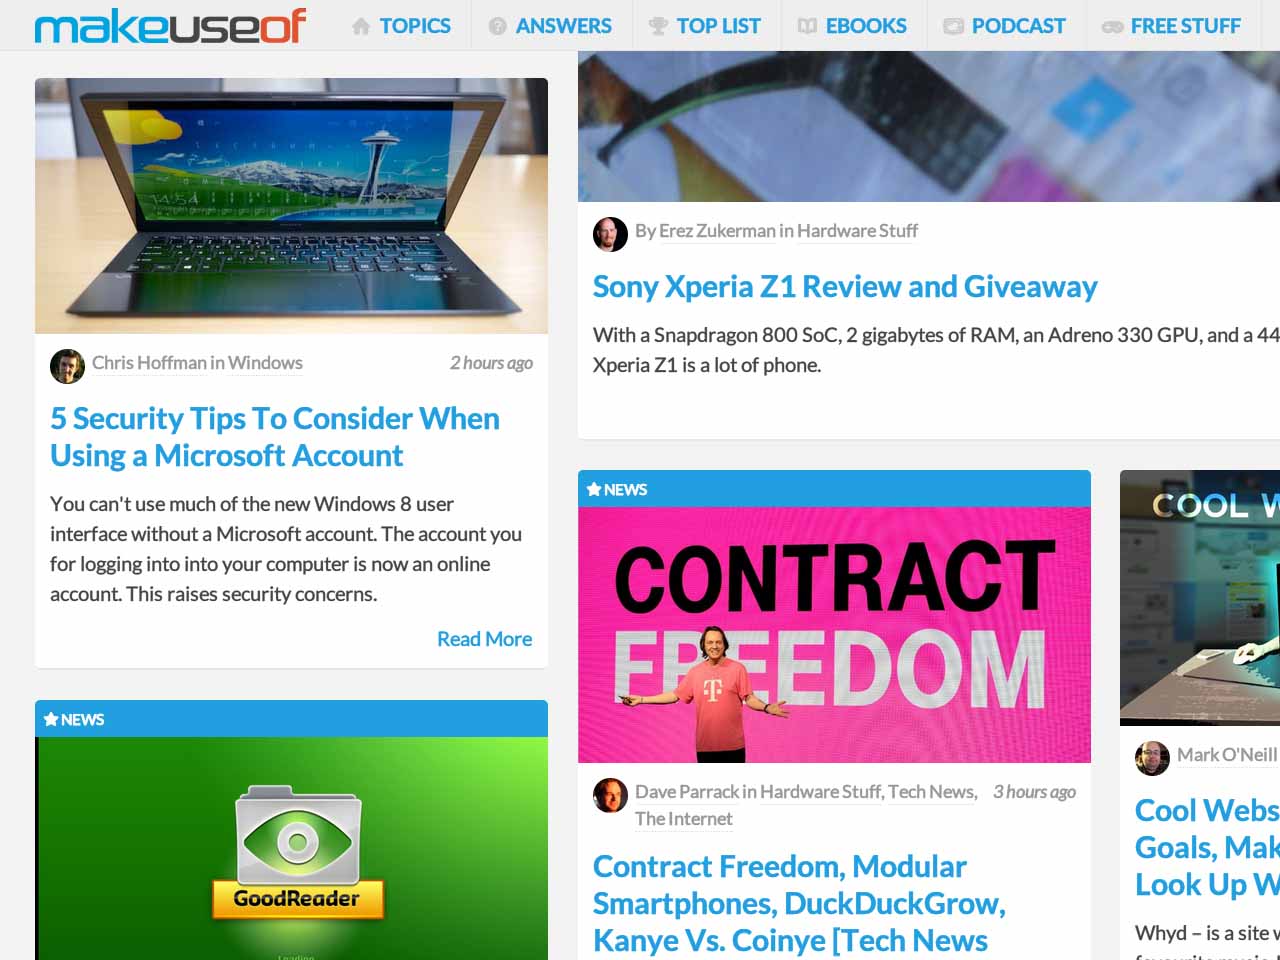 makeuseof
TOPICS
ANSWERS
TOP LIST
EBOOKS
PODCAST
FREE STUFF
14:54
Chris Hoffman in Windows
2 hours ago
5 Security Tips To Consider When
Using a Microsoft Account
You can't use much of the new Windows 8 user
interface without a Microsoft account. The account you
for logging into into your computer is now an online
account. This raises security concerns.
Read More
NEWS
GoodReader
Loading
By Erez Zukerman in Hardware Stuff
Sony Xperia Z1 Review and Giveaway
With a Snapdragon 800 SoC, 2 gigabytes of RAM, an Adreno 330 GPU, and a 44
Xperia Z1 is a lot of phone.
NEWS
CONTRACT
FREEDOM
T
Dave Parrack in Hardware Stuff, Tech News,
The Internet
3 hours ago
Contract Freedom, Modular
Smartphones, DuckDuckGrow,
Kanye Vs. Coinye [Tech News
COOL W
Mark O'Neill
Cool Webs
Goals, Mak
Look Up W
Whyd – is a site w